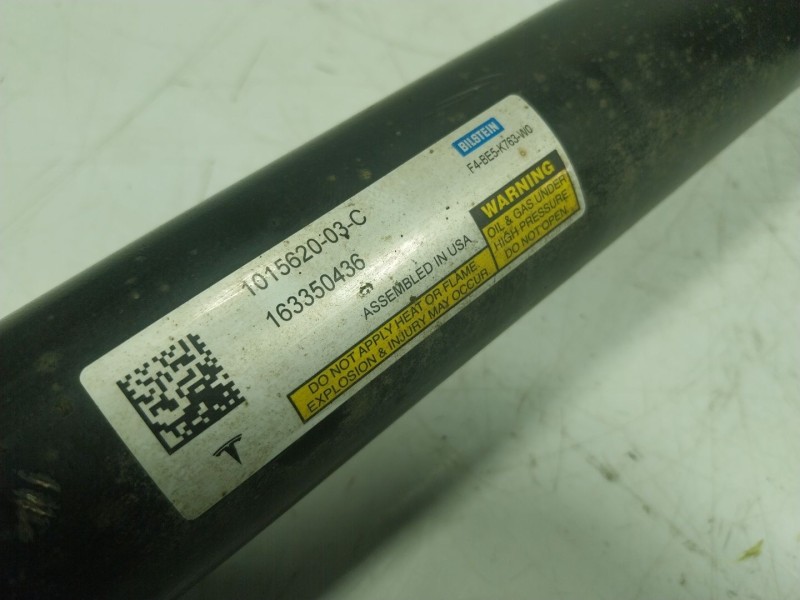 BILSTEIN
F4-BE5-K763-W0
1015620-03-C
163350436
ASSEMBLED IN USA
WARNING
OIL & GAS UNDER
HIGH PRESSURE
DO NOT OPEN.
DO NOT APPLY HEAT OR FLAME
EXPLOSION & INJURY MAY OCCUR